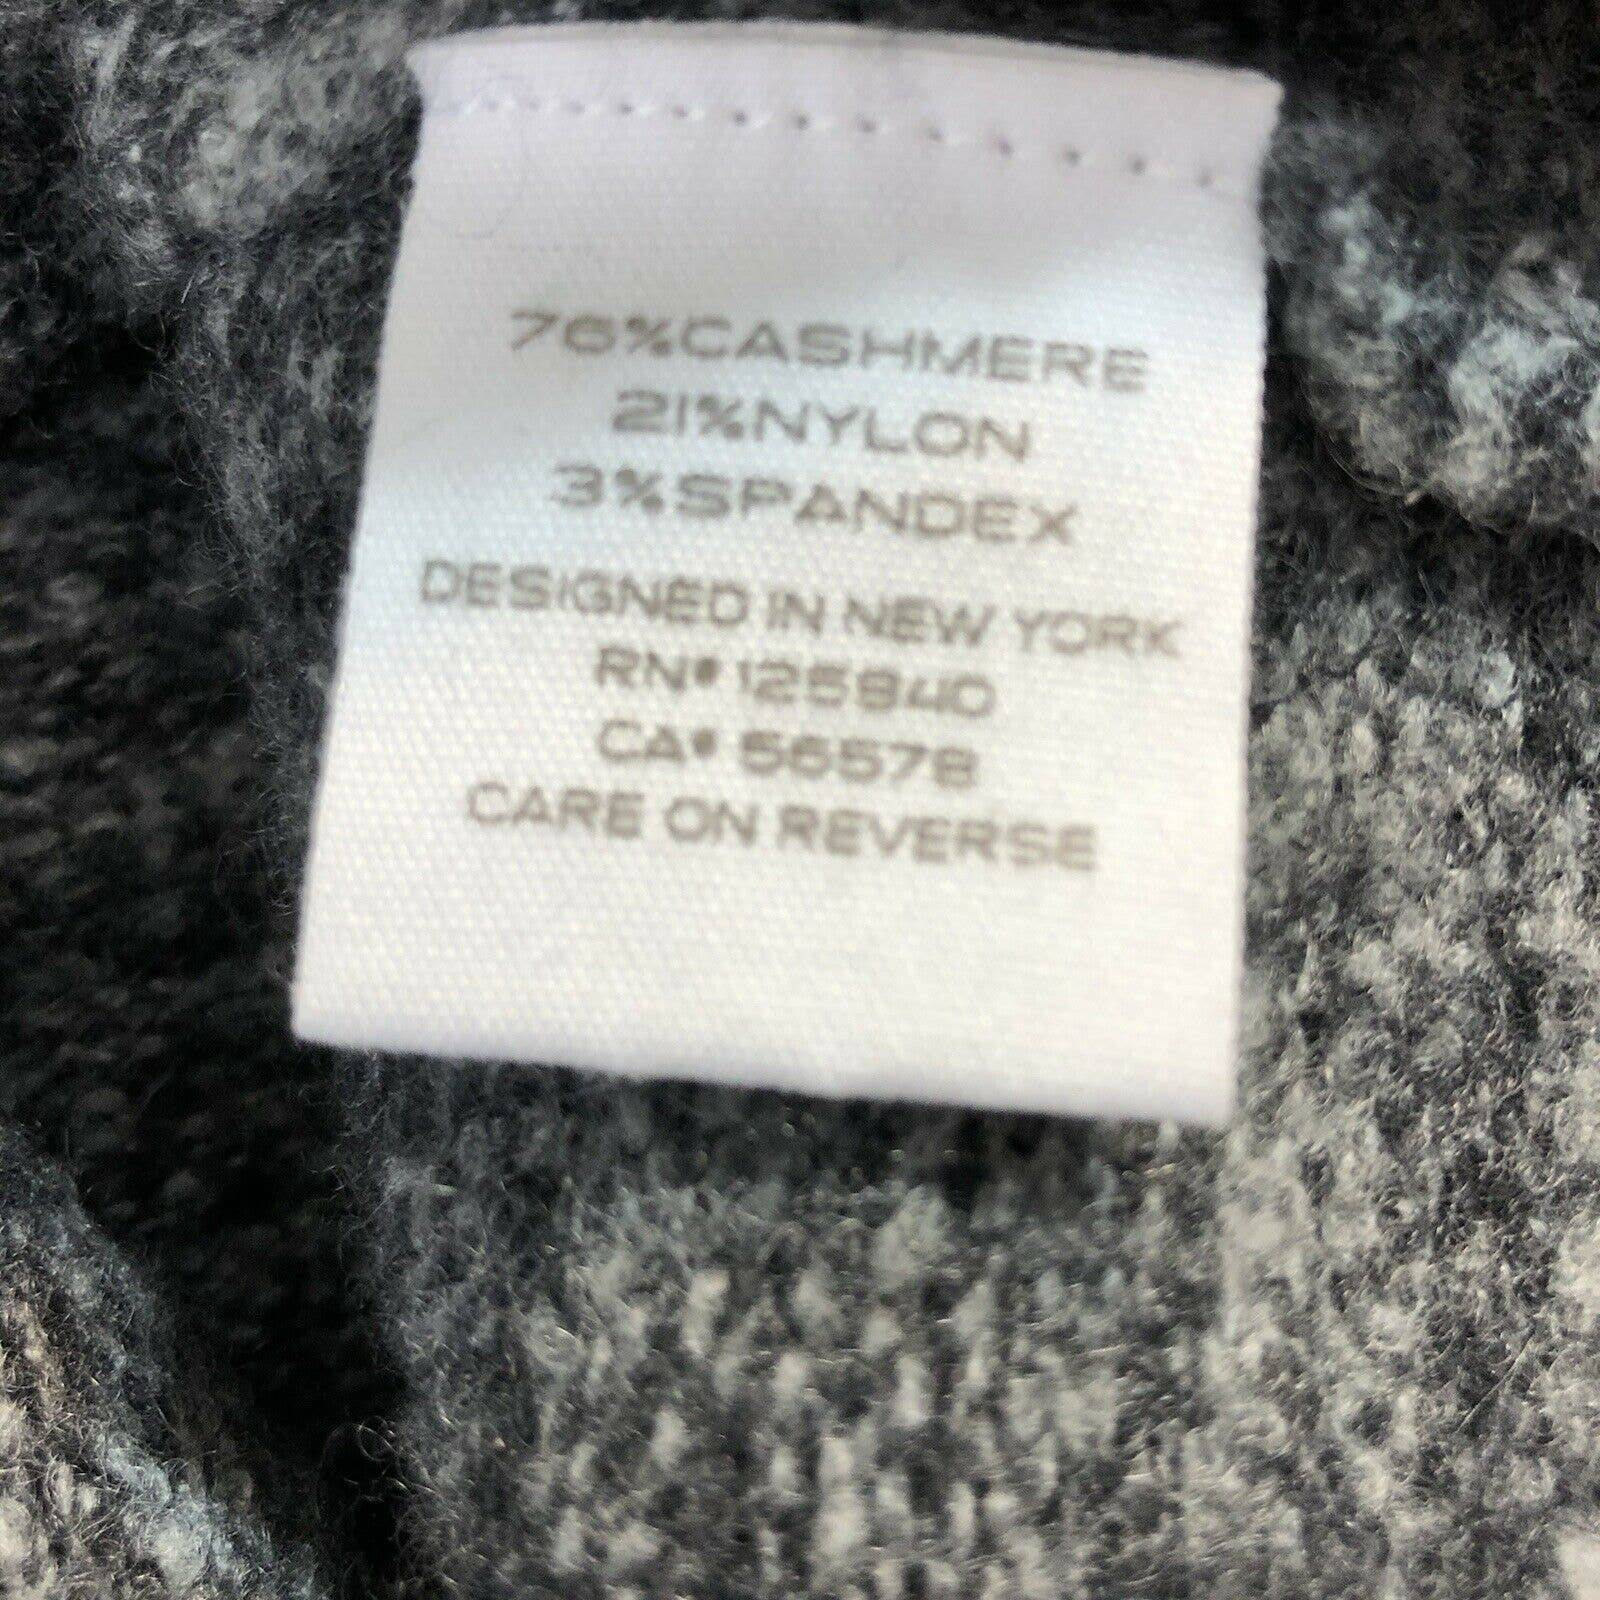 76%CASHMERE
21%NYLON
3%SPANDEX
DESIGNED IN NEW YORK
RN# 125940
CA# 56578
CARE ON REVERSE